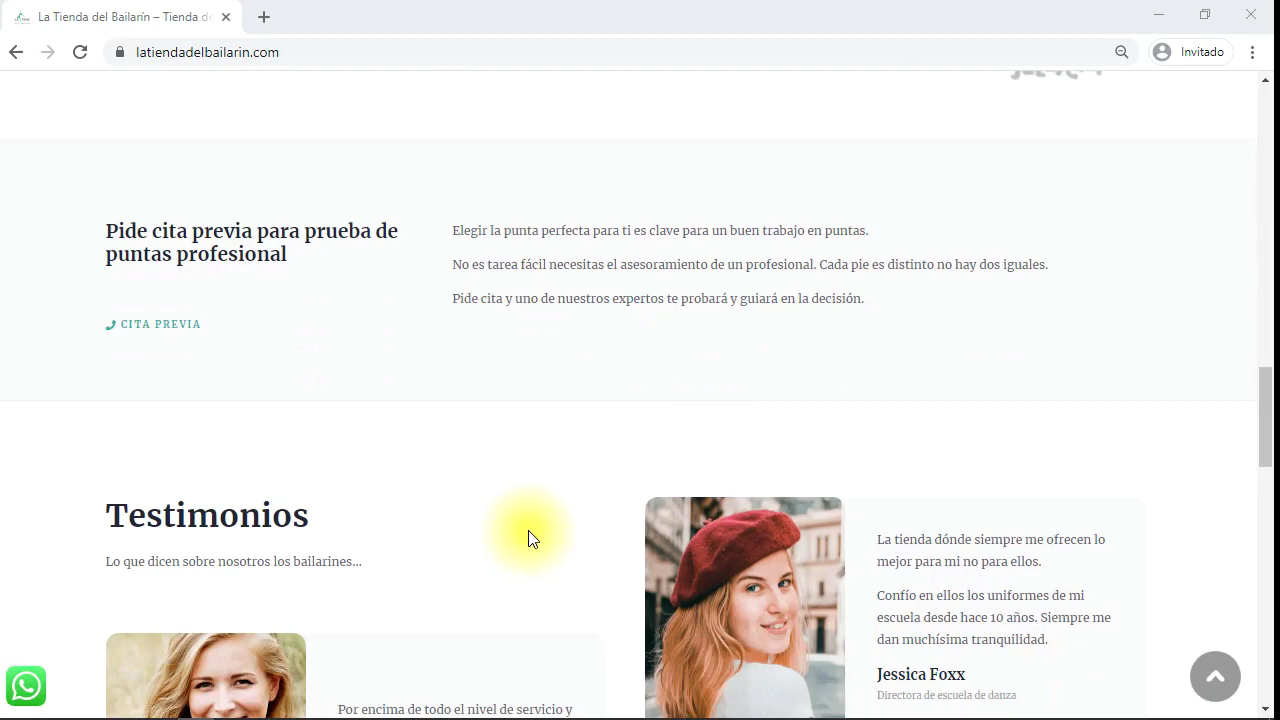 La Tienda del Bailarín – Tienda d
latiendadelbailarin.com
Invitado
Pide cita previa para prueba de
puntas profesional
CITA PREVIA
Elegir la punta perfecta para ti es clave para un buen trabajo en puntas.
No es tarea fácil necesitas el asesoramiento de un profesional. Cada pie es distinto no hay dos iguales.
Pide cita y uno de nuestros expertos te probará y guiará en la decisión.
Testimonios
Lo que dicen sobre nosotros los bailarines...
La tienda dónde siempre me ofrecen lo
mejor para mi no para ellos.
Confío en ellos los uniformes de mi
escuela desde hace 10 años. Siempre me
dan muchísima tranquilidad.
Jessica Foxx
Directora de escuela de danza
Por encima de todo el nivel de servicio y